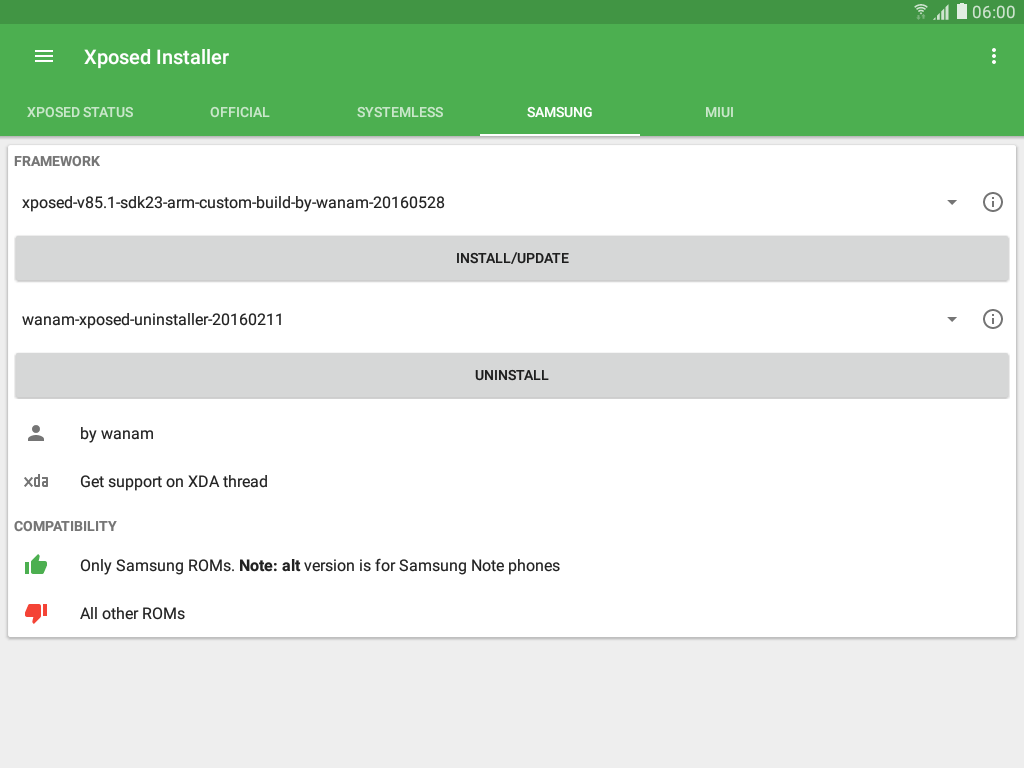 06:00
Xposed Installer
XPOSED STATUS
OFFICIAL
SYSTEMLESS
SAMSUNG
MIUI
FRAMEWORK
xposed-v85.1-sdk23-arm-custom-build-by-wanam-20160528
INSTALL/UPDATE
wanam-xposed-uninstaller-20160211
UNINSTALL
by wanam
xda Get support on XDA thread
COMPATIBILITY
Only Samsung ROMs. Note: alt version is for Samsung Note phones
All other ROMs